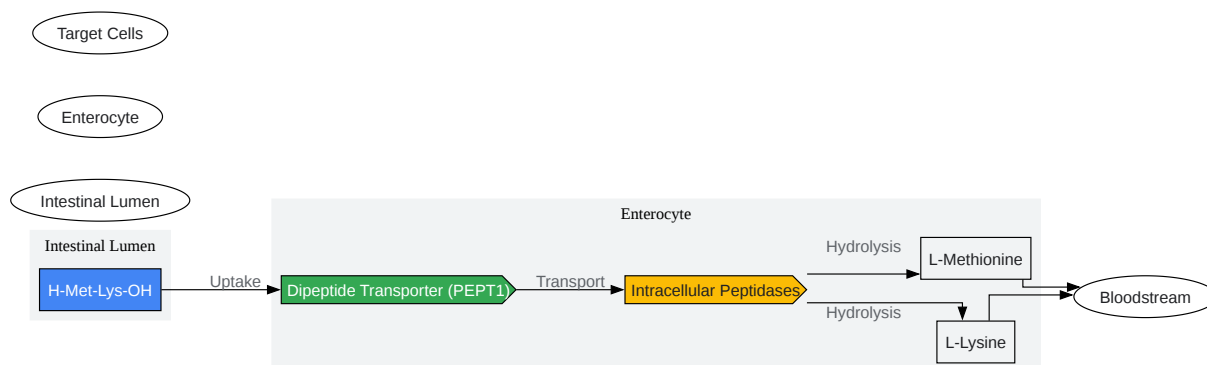 Target Cells
Enterocyte
Intestinal Lumen
Enterocyte
Intestinal Lumen
H-Met-Lys-OH
Uptake
Dipeptide Transporter (PEPT1)
Transport
Intracellular Peptidases
Hydrolysis
L-Methionine
Hydrolysis
L-Lysine
Bloodstream